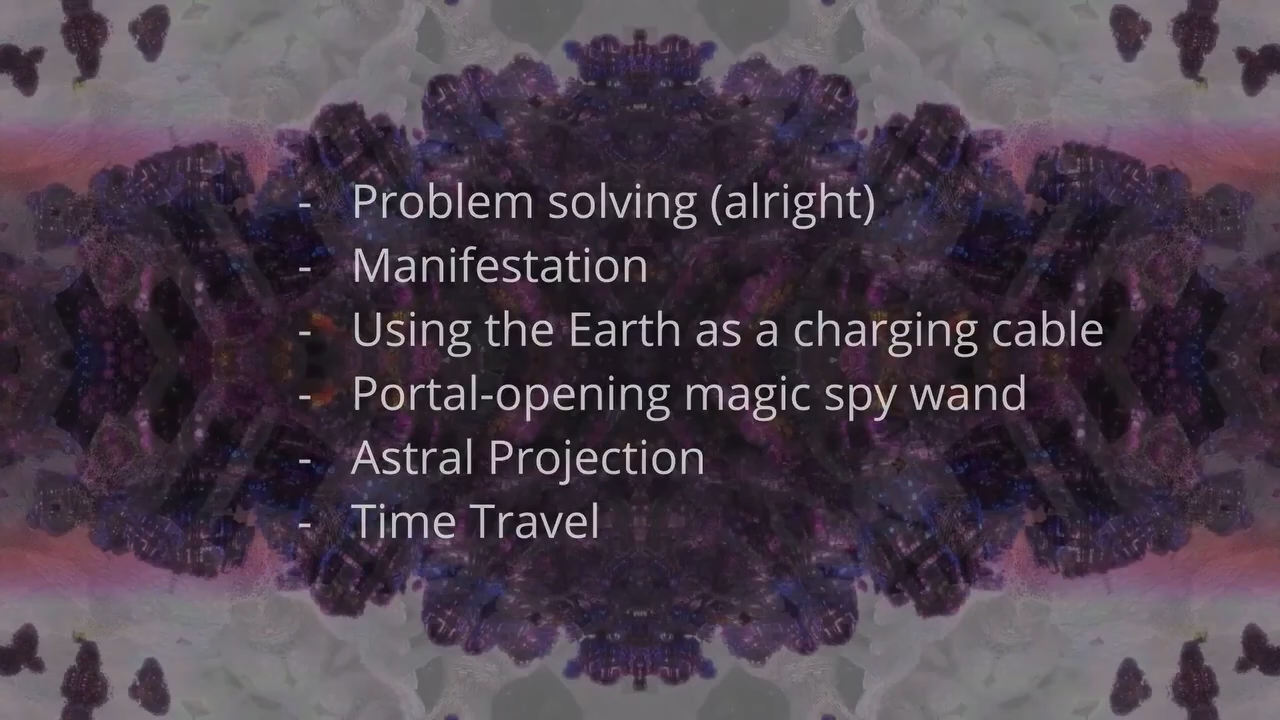 - Problem solving (alright)
- Manifestation
- Using the Earth as a charging cable
- Portal-opening magic spy wand
- Astral Projection
- Time Travel